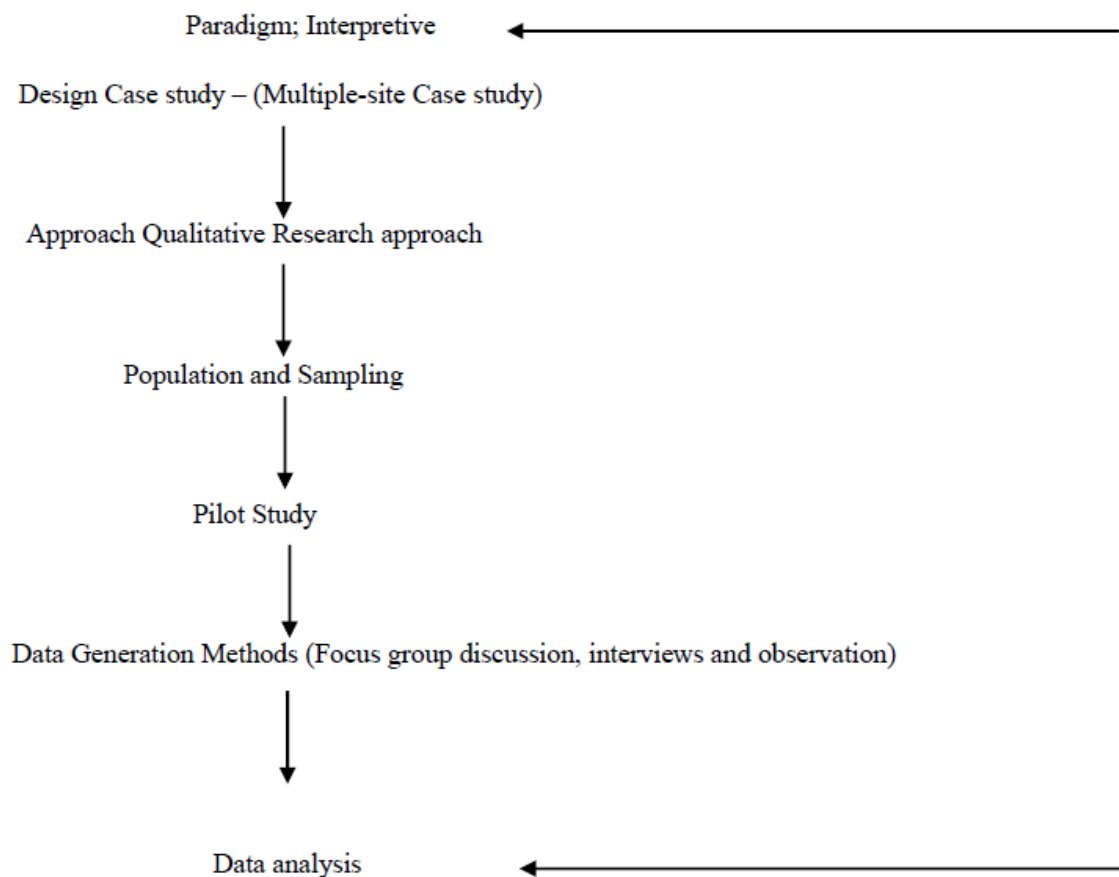 Paradigm; Interpretive
Design Case study – (Multiple-site Case study)
Approach Qualitative Research approach
Population and Sampling
Pilot Study
Data Generation Methods (Focus group discussion, interviews and observation)
Data analysis